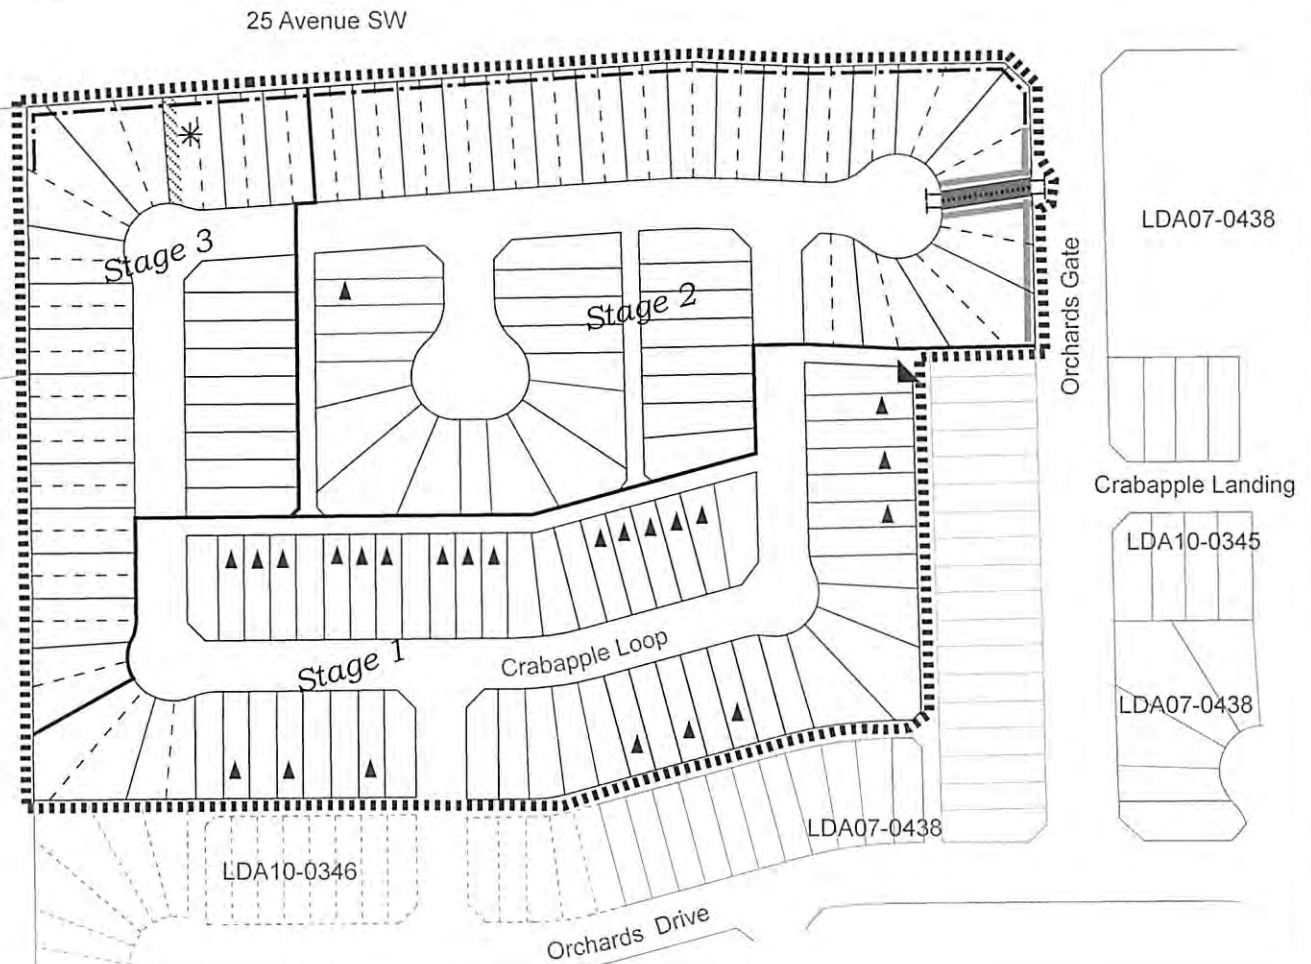 25 Avenue SW
LDA07-0438
Stage 3
Orchards Gate
Stage 2
Crabapple Landing
LDA10-0345
Stage 1
Crabapple Loop
LDA07-0438
LDA07-0438
LDA10-0346
Orchards Drive